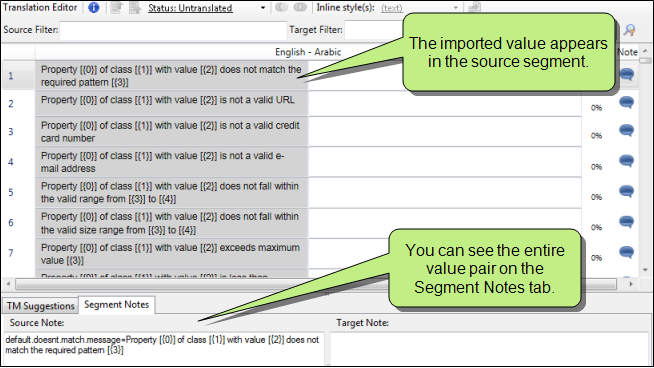 Translation Editor Status: Untranslated Inline style(s): (text)
Source Filter: Target Filter:
English - Arabic Note
The imported value appears
in the source segment.
1 Property [{0}] of class [{1}] with value [{2}] does not match the
required pattern [{3}]
2 Property [{0}] of class [{1}] with value [{2}] is not a valid URL 0%
3 Property [{0}] of class [{1}] with value [{2}] is not a valid credit
card number 0%
4 Property [{0}] of class [{1}] with value [{2}] is not a valid e-
mail address 0%
5 Property [{0}] of class [{1}] with value [{2}] does not fall within
the valid range from [{3}] to [{4}] 0%
6 Property [{0}] of class [{1}] with value [{2}] does not fall within
the valid size range from [{3}] to [{4}] 0%
7 Property [{0}] of class [{1}] with value [{2}] exceeds maximum
value [{3}] 0%
You can see the entire
value pair on the
Segment Notes tab.
TM Suggestions Segment Notes
Source Note: Target Note:
default.doesnt.match.message=Property [{0}] of class [{1}] with value [{2}] does not
match the required pattern [{3}]